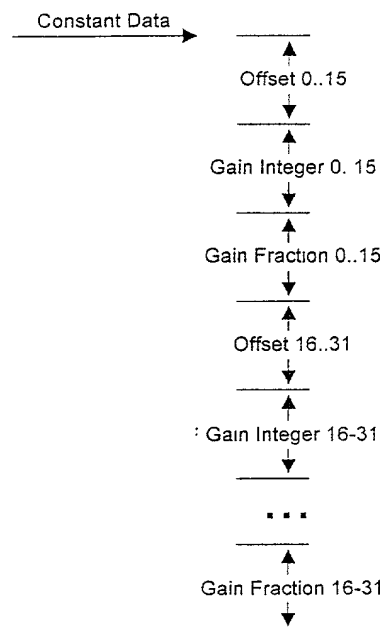 Constant Data
Offset 0..15
Gain Integer 0. 15
Gain Fraction 0..15
Offset 16..31
: Gain Integer 16-31
...
Gain Fraction 16-31